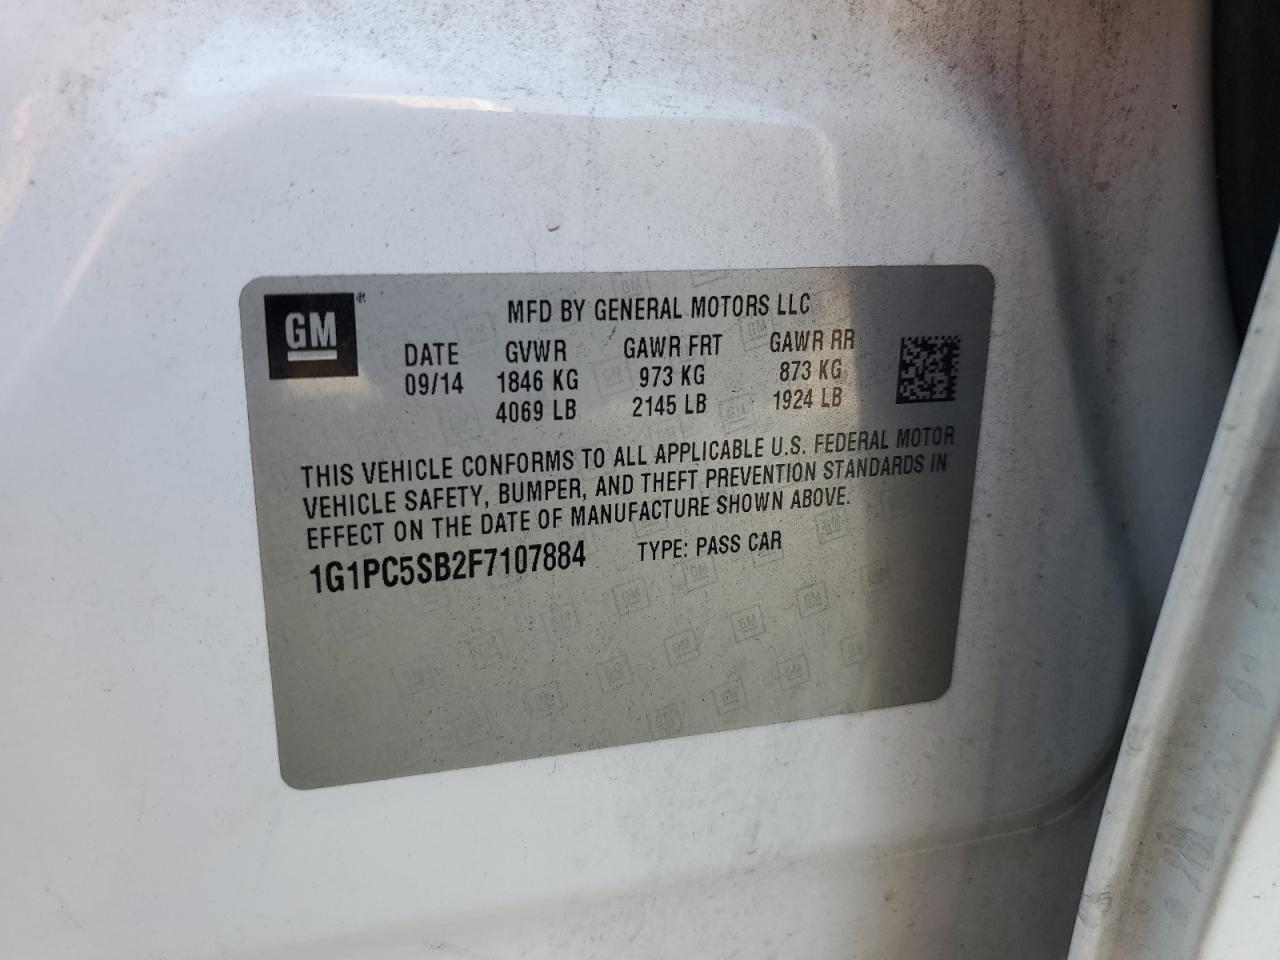 GM®
MFD BY GENERAL MOTORS LLC
DATE GVWR GAWR FRT GAWR RR
09/14 1846 KG 973 KG 873 KG
4069 LB 2145 LB 1924 LB
THIS VEHICLE CONFORMS TO ALL APPLICABLE U.S. FEDERAL MOTOR
VEHICLE SAFETY, BUMPER, AND THEFT PREVENTION STANDARDS IN
EFFECT ON THE DATE OF MANUFACTURE SHOWN ABOVE.
1G1PC5SB2F7107884 TYPE: PASS CAR